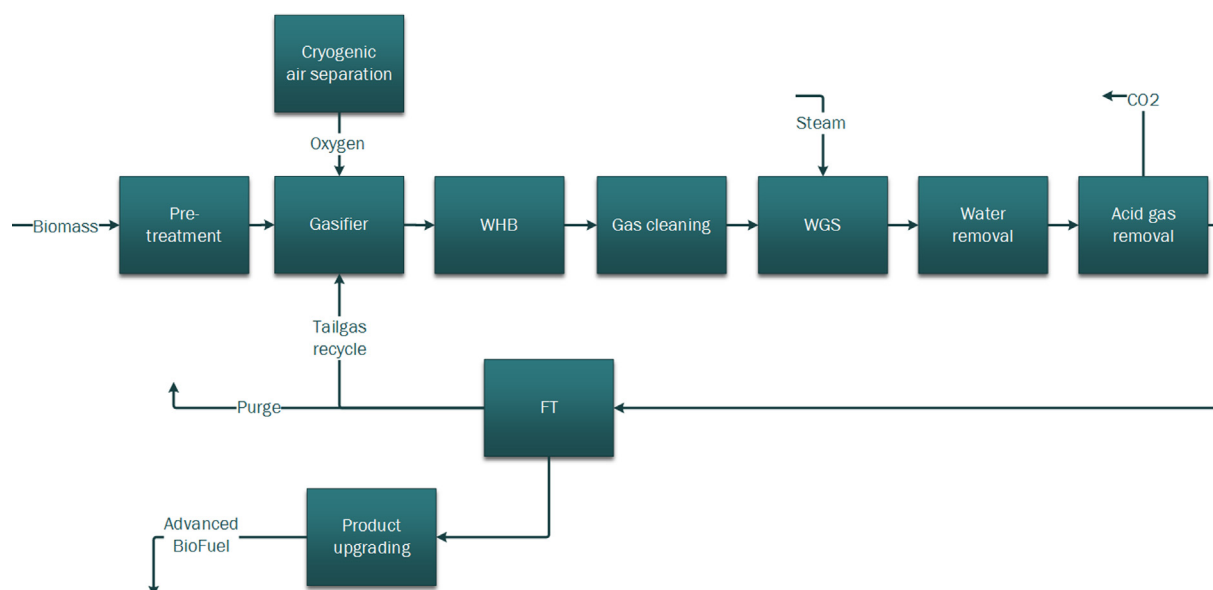 Cryogenic
air separation
Oxygen
Steam
CO2
Biomass
Pre-
treatment
Gasifier
WHB
Gas cleaning
WGS
Water
removal
Acid gas
removal
Tailgas
recycle
Purge
FT
Advanced
BioFuel
Product
upgrading